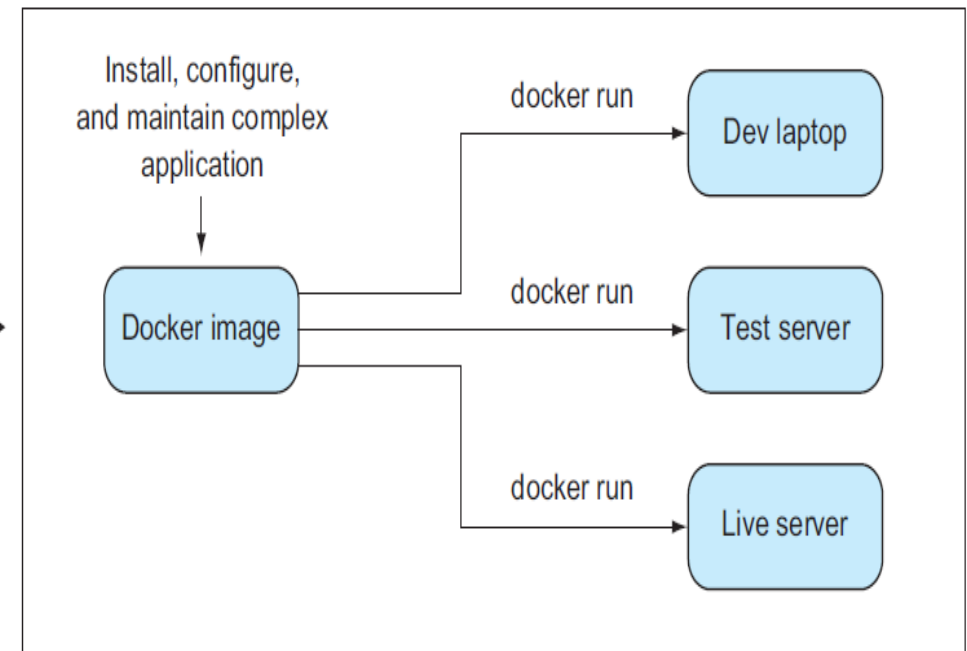 Install, configure,
and maintain complex
application
docker run
Dev laptop
Docker image
docker run
Test server
docker run
Live server